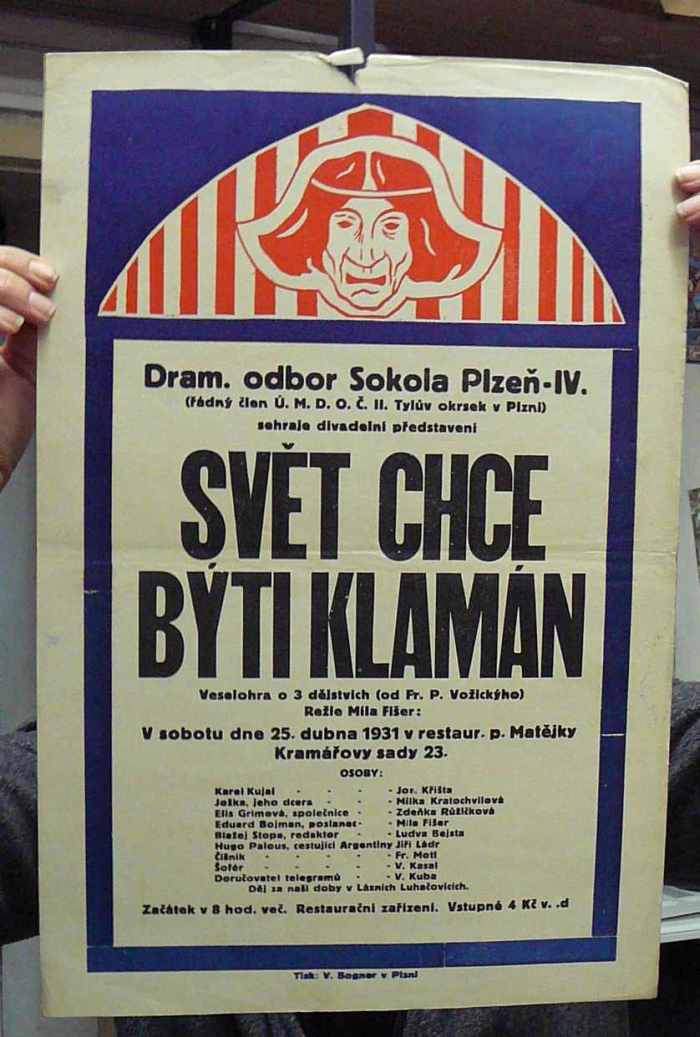 Dram. odbor Sokola Plzeň-IV.
(řádný člen Ú. M. D. O. Č. II. Tylův okrsek v Plzni)
sehraje divadelní představení
SVĚT CHCE
BÝTI KLAMÁN
Veselohra o 3 dějstvích (od Fr. P. Vožického)
Režie Míla Fišer:
V sobotu dne 25. dubna 1931 v restaur. p. Matějky
Kramářovy sady 23.
OSOBY:
Karel Kujal - - - - Jor. Křišta
Jožka, jeho dcera - - - Milka Kratochvílová
Elis Grimová, společnice - - Zdeňka Růžičková
Eduard Bojman, poslanec - - Míla Fišer
Blažej Stopa, redaktor - - Ludva Bejsta
Hugo Palous, cestující Argentiny Jiří Ládr
Číšník - - - - - Fr. Motl
Šofér - - - - - V. Kasal
Doručovatel telegramů - - V. Kuba
Děj za naší doby v Lázních Luhačovicích.
Začátek v 8 hod. več. Restaurační zařízení. Vstupné 4 Kč v. .d
Tisk: V. Bogner v Plzni